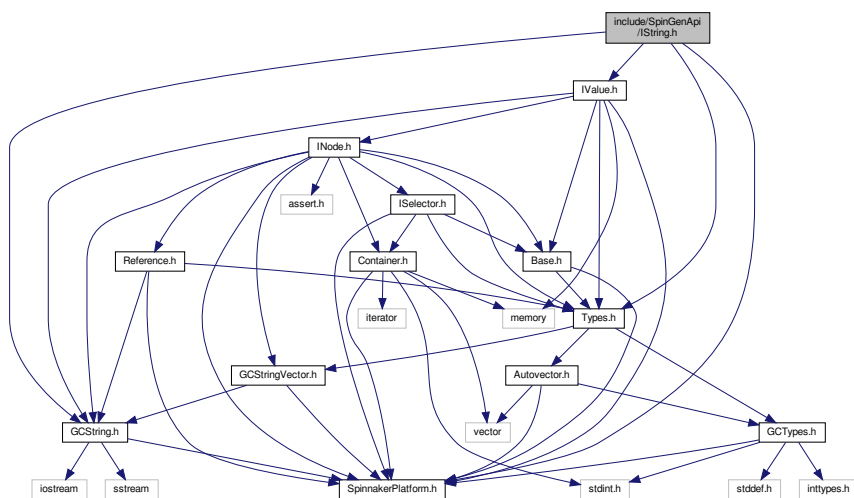 include/SpinGenApi
/IString.h
IValue.h
INode.h
assert.h
ISelector.h
Reference.h
Container.h
Base.h
iterator
memory
Types.h
GCStringVector.h
Autovector.h
GCString.h
vector
GCTypes.h
iostream
sstream
SpinnakerPlatform.h
stdint.h
stddef.h
inttypes.h